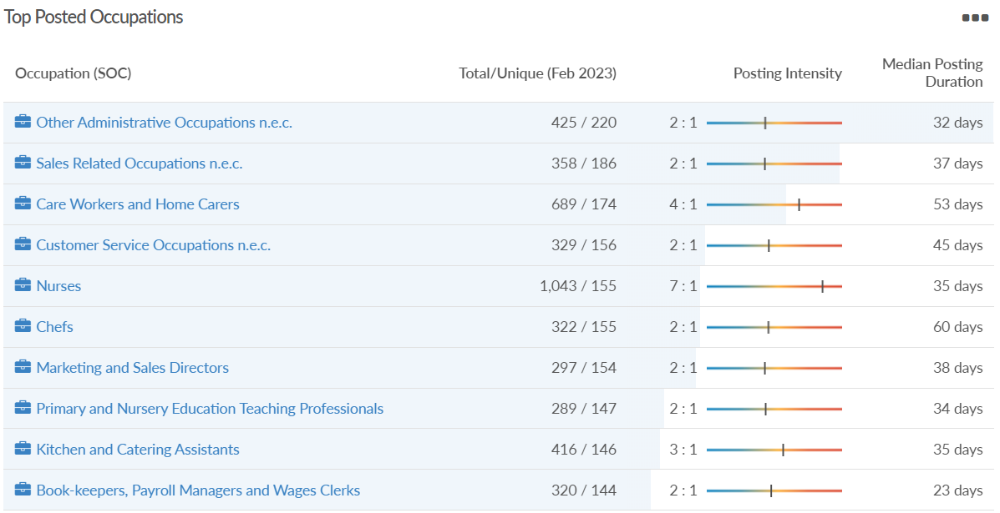 Top Posted Occupations
Occupation (SOC) Total/Unique (Feb 2023) Posting Intensity Median Posting Duration
Other Administrative Occupations n.e.c. 425 / 220 2 : 1 32 days
Sales Related Occupations n.e.c. 358 / 186 2 : 1 37 days
Care Workers and Home Carers 689 / 174 4 : 1 53 days
Customer Service Occupations n.e.c. 329 / 156 2 : 1 45 days
Nurses 1,043 / 155 7 : 1 35 days
Chefs 322 / 155 2 : 1 60 days
Marketing and Sales Directors 297 / 154 2 : 1 38 days
Primary and Nursery Education Teaching Professionals 289 / 147 2 : 1 34 days
Kitchen and Catering Assistants 416 / 146 3 : 1 35 days
Book-keepers, Payroll Managers and Wages Clerks 320 / 144 2 : 1 23 days